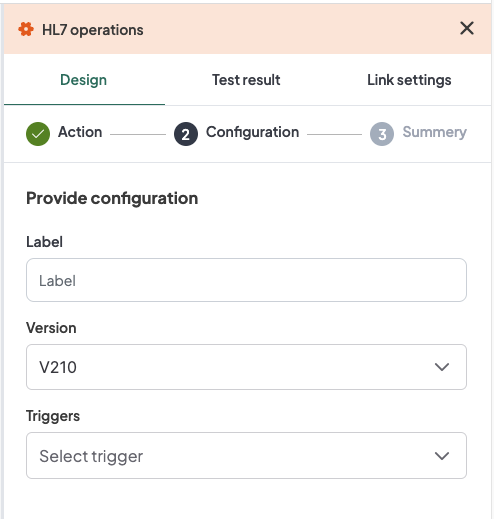 HL7 operations
Design Test result Link settings
Action 2 Configuration 3 Summery
Provide configuration
Label
Label
Version
V210
Triggers
Select trigger